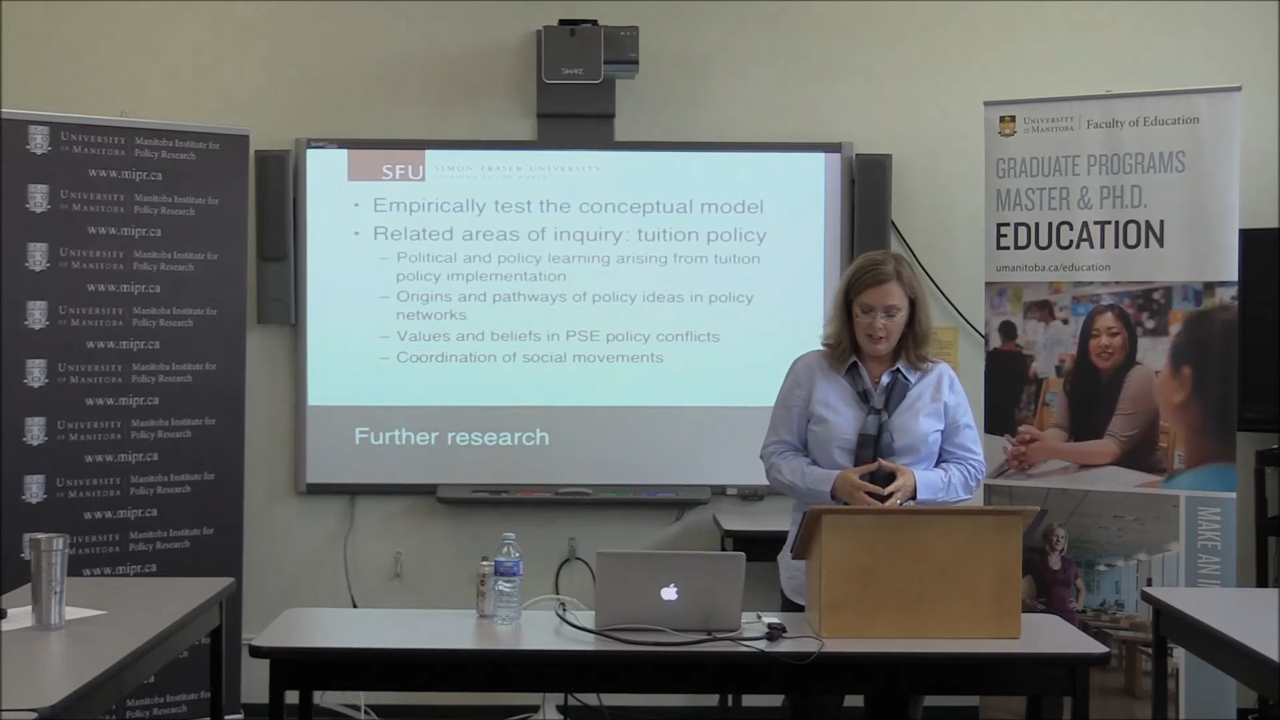 UNIVERSITY OF MANITOBA
Manitoba Institute for
Policy Research
www.mipr.ca
UNIVERSITY OF MANITOBA
Manitoba Institute for
Policy Research
www.mipr.ca
UNIVERSITY OF MANITOBA
Manitoba Institute for
Policy Research
www.mipr.ca
UNIVERSITY OF MANITOBA
Manitoba Institute for
Policy Research
www.mipr.ca
UNIVERSITY OF MANITOBA
Manitoba Institute for
Policy Research
www.mipr.ca
UNIVERSITY OF MANITOBA
Manitoba Institute for
Policy Research
www.mipr.ca
UNIVERSITY OF MANITOBA
Manitoba Institute for
Policy Research
www.mipr.ca
UNIVERSITY OF MANITOBA
Manitoba Institute for
Policy Research
www.mipr.ca
Manitoba Institute for
Policy Research
SMART
SFU SIMON FRASER UNIVERSITY
• Empirically test the conceptual model
• Related areas of inquiry: tuition policy
– Political and policy learning arising from tuition
policy implementation
– Origins and pathways of policy ideas in policy
networks
– Values and beliefs in PSE policy conflicts
– Coordination of social movements
Further research
UNIVERSITY
OF MANITOBA
Faculty of Education
GRADUATE PROGRAMS
MASTER & PH.D.
EDUCATION
umanitoba.ca/education
MAKE AN